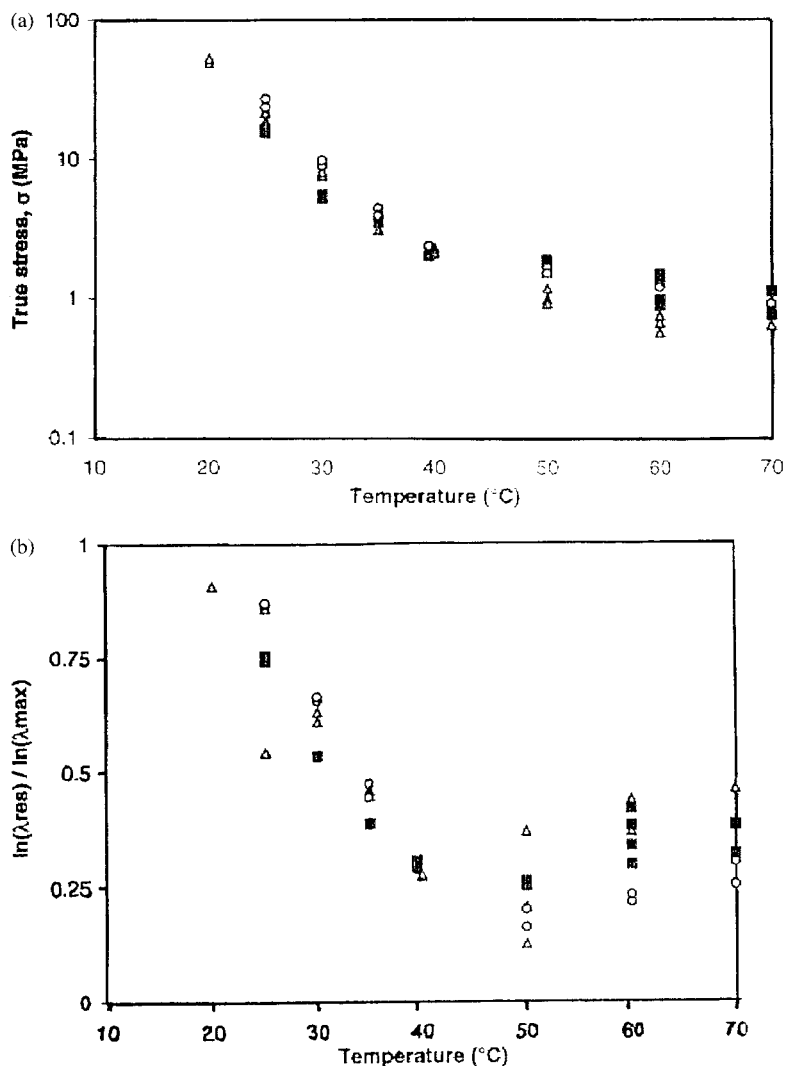 (a)
100
10
1
0.1
True stress, σ (MPa)
10 20 30 40 50 60 70
Temperature (°C)
(b)
1
0.75
0.5
0.25
0
ln(λres) / ln(λmax)
10 20 30 40 50 60 70
Temperature (°C)